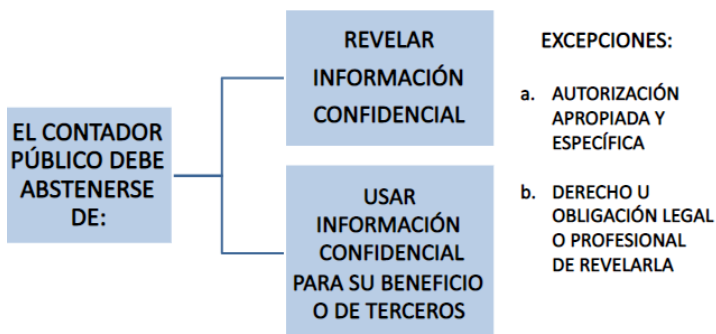 EL CONTADOR
PÚBLICO DEBE
ABSTENERSE
DE:
REVELAR
INFORMACIÓN
CONFIDENCIAL
USAR
INFORMACIÓN
CONFIDENCIAL
PARA SU BENEFICIO
O DE TERCEROS
EXCEPCIONES:
a. AUTORIZACIÓN
APROPIADA Y
ESPECÍFICA
b. DERECHO U
OBLIGACIÓN LEGAL
O PROFESIONAL
DE REVELARLA